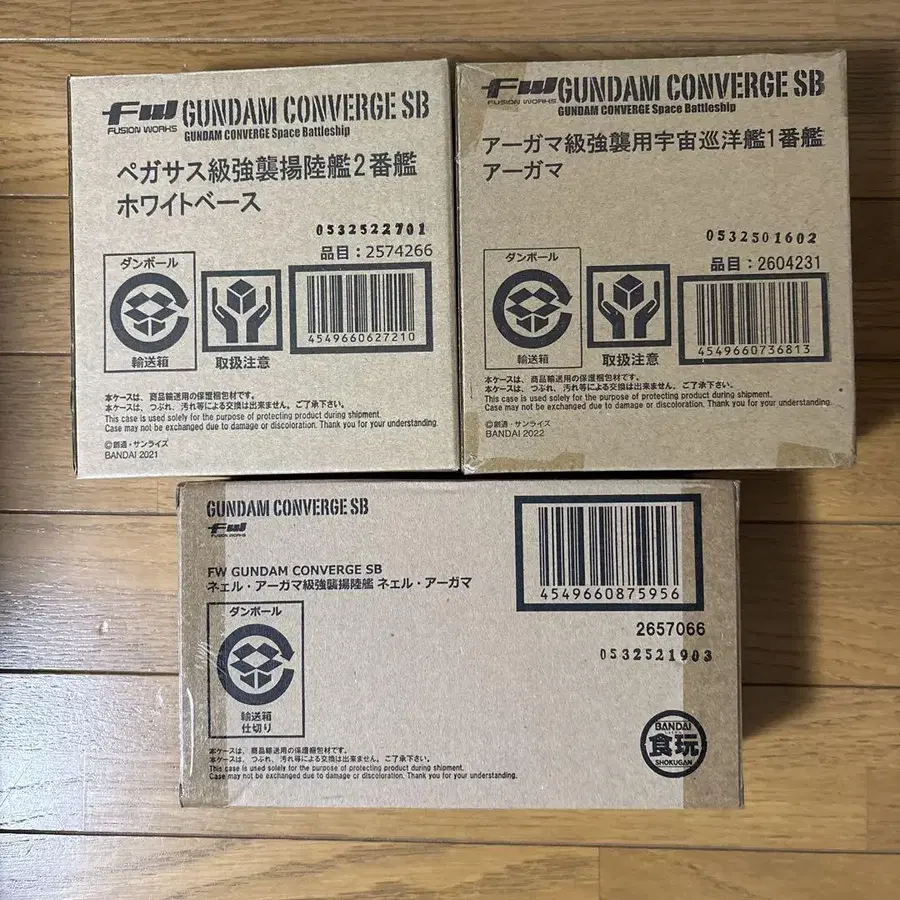 FW GUNDAM CONVERGE SB
FUSION WORKS
GUNDAM CONVERGE Space Battleship
ペガサス級強襲揚陸艦2番艦
ホワイトベース
0532522701
品目：2574266
ダンボール
輸送箱
取扱注意
4549660627210
本ケースは、商品輸送用の保護梱包材です。
本ケースは、つぶれ、汚れ等による交換は出来ません。ご了承下さい。
This case is used solely for the purpose of protecting product during shipment.
Case may not be exchanged due to damage or discoloration. Thank you for your understanding.
©創通・サンライズ
BANDAI 2021
FW GUNDAM CONVERGE SB
FUSION WORKS
GUNDAM CONVERGE Space Battleship
アーガマ級強襲用宇宙巡洋艦1番艦
アーガマ
0532501602
品目：2604231
ダンボール
輸送箱
取扱注意
4549660736813
本ケースは、商品輸送用の保護梱包材です。
本ケースは、つぶれ、汚れ等による交換は出来ません。ご了承下さい。
This case is used solely for the purpose of protecting product during shipment.
Case may not be exchanged due to damage or discoloration. Thank you for your understanding.
©創通・サンライズ
BANDAI 2022
GUNDAM CONVERGE SB
FW
FUSION WORKS
FW GUNDAM CONVERGE SB
ネェル・アーガマ級強襲揚陸艦 ネェル・アーガマ
4549660875956
2657066
0532521903
ダンボール
輸送箱
仕切り
本ケースは、商品輸送用の保護梱包材です。
本ケースは、つぶれ、汚れ等による交換は出来ません。ご了承下さい。
This case is used solely for the purpose of protecting product during shipment.
Case may not be exchanged due to damage or discoloration. Thank you for your understanding.
BANDAI
食玩
SHOKUGAN